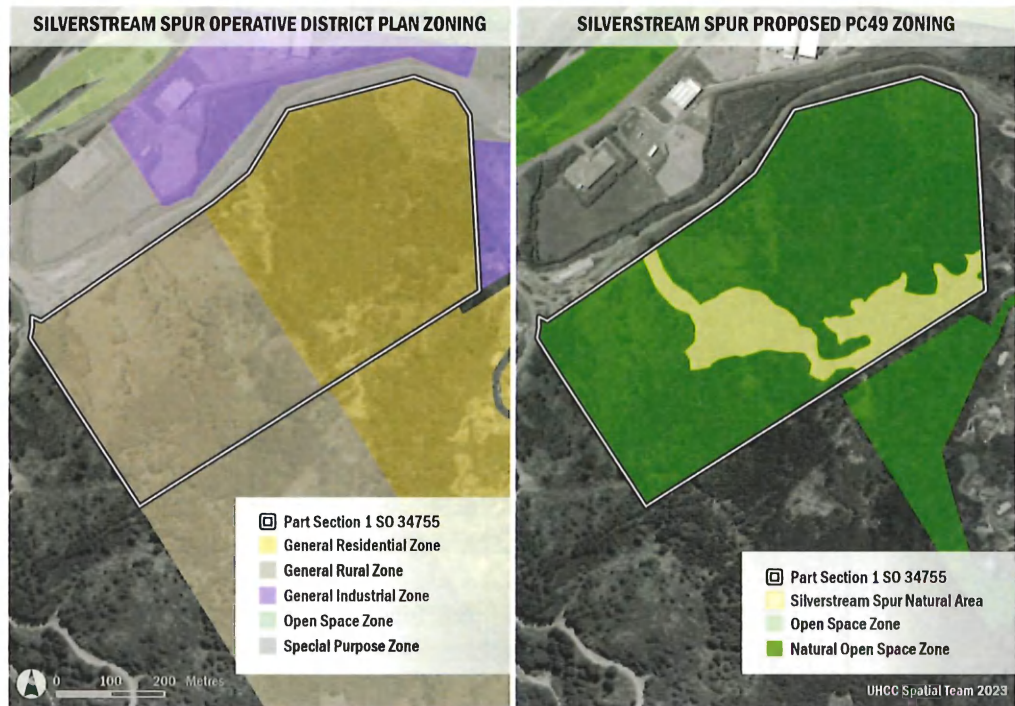 SILVERSTREAM SPUR OPERATIVE DISTRICT PLAN ZONING
Part Section 1 SO 34755
General Residential Zone
General Rural Zone
General Industrial Zone
Open Space Zone
Special Purpose Zone
0 100 200 Metres
SILVERSTREAM SPUR PROPOSED PC49 ZONING
Part Section 1 SO 34755
Silverstream Spur Natural Area
Open Space Zone
Natural Open Space Zone
UHCC Spatial Team 2023